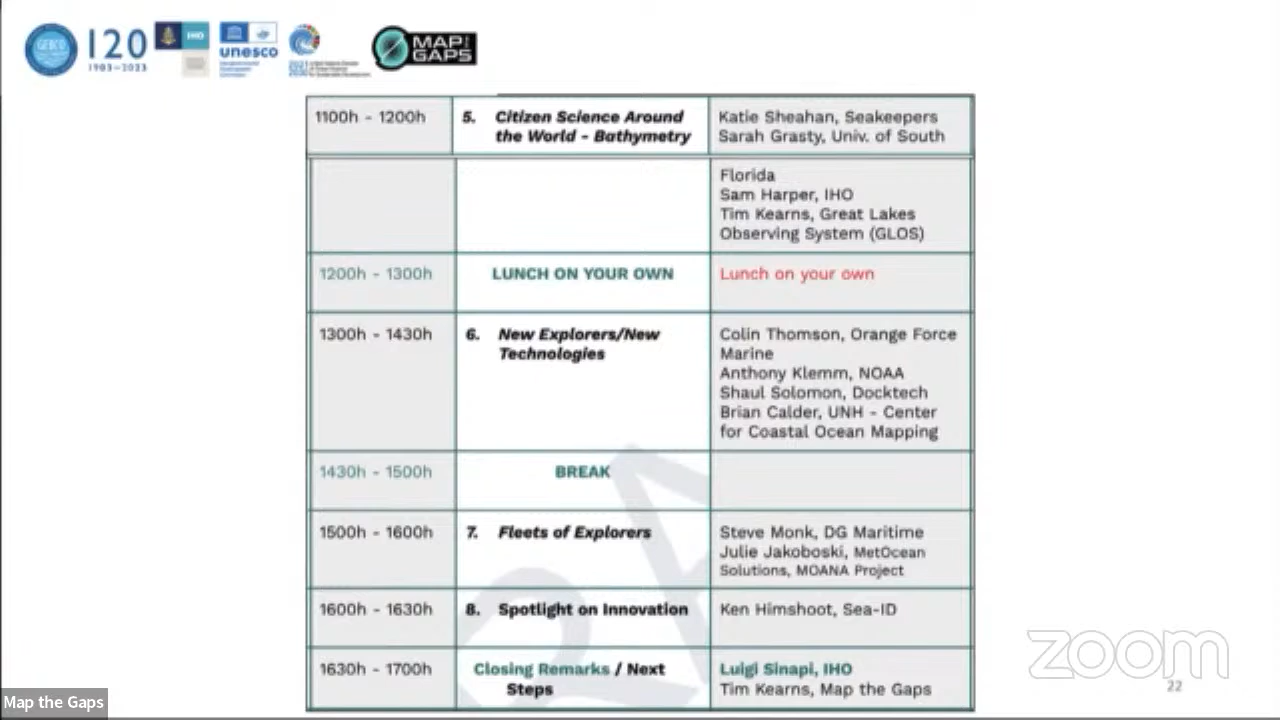 GEBCO
120
1903-2023
IHO
unesco
MAP THE
GAPS
1100h - 1200h
5. Citizen Science Around
the World - Bathymetry
Katie Sheahan, Seakeepers
Sarah Grasty, Univ. of South
Florida
Sam Harper, IHO
Tim Kearns, Great Lakes
Observing System (GLOS)
1200h - 1300h
LUNCH ON YOUR OWN
Lunch on your own
1300h - 1430h
6. New Explorers/New
Technologies
Colin Thomson, Orange Force
Marine
Anthony Klemm, NOAA
Shaul Solomon, Docktech
Brian Calder, UNH - Center
for Coastal Ocean Mapping
1430h - 1500h
BREAK
1500h - 1600h
7. Fleets of Explorers
Steve Monk, DG Maritime
Julie Jakoboski, MetOcean
Solutions, MOANA Project
1600h - 1630h
8. Spotlight on Innovation
Ken Himshoot, Sea-ID
1630h - 1700h
Closing Remarks / Next
Steps
Luigi Sinapi, IHO
Tim Kearns, Map the Gaps
zoom
22
Map the Gaps